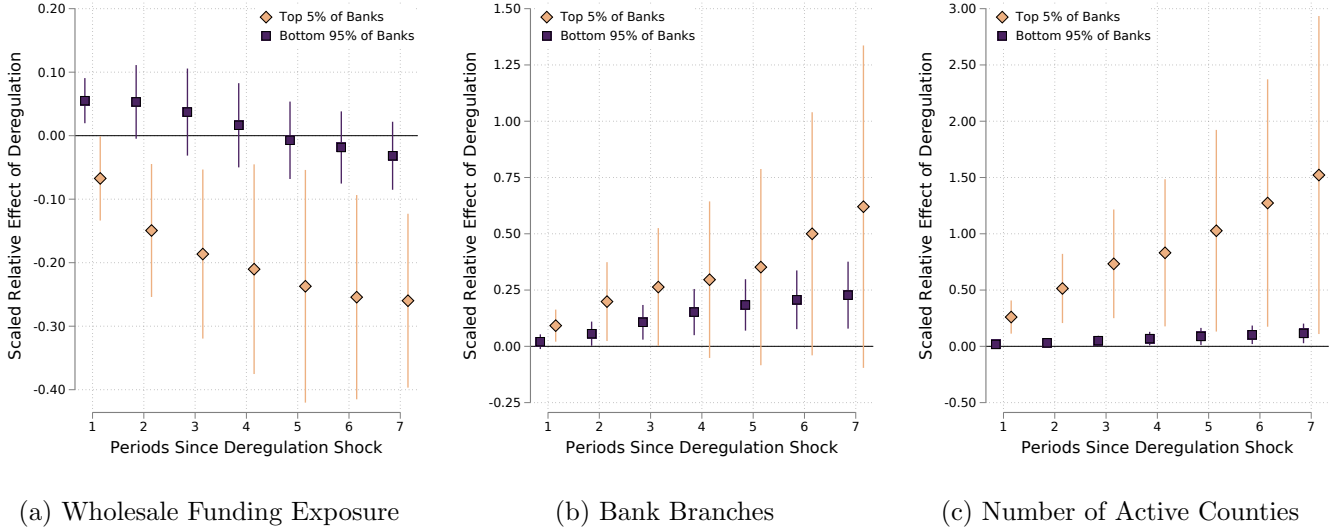 Scaled Relative Effect of Deregulation
0.20
0.10
0.00
-0.10
-0.20
-0.30
-0.40
Top 5% of Banks
Bottom 95% of Banks
1 2 3 4 5 6 7
Periods Since Deregulation Shock
(a) Wholesale Funding Exposure
Scaled Relative Effect of Deregulation
1.50
1.25
1.00
0.75
0.50
0.25
0.00
-0.25
Top 5% of Banks
Bottom 95% of Banks
1 2 3 4 5 6 7
Periods Since Deregulation Shock
(b) Bank Branches
Scaled Relative Effect of Deregulation
3.00
2.50
2.00
1.50
1.00
0.50
0.00
-0.50
Top 5% of Banks
Bottom 95% of Banks
1 2 3 4 5 6 7
Periods Since Deregulation Shock
(c) Number of Active Counties